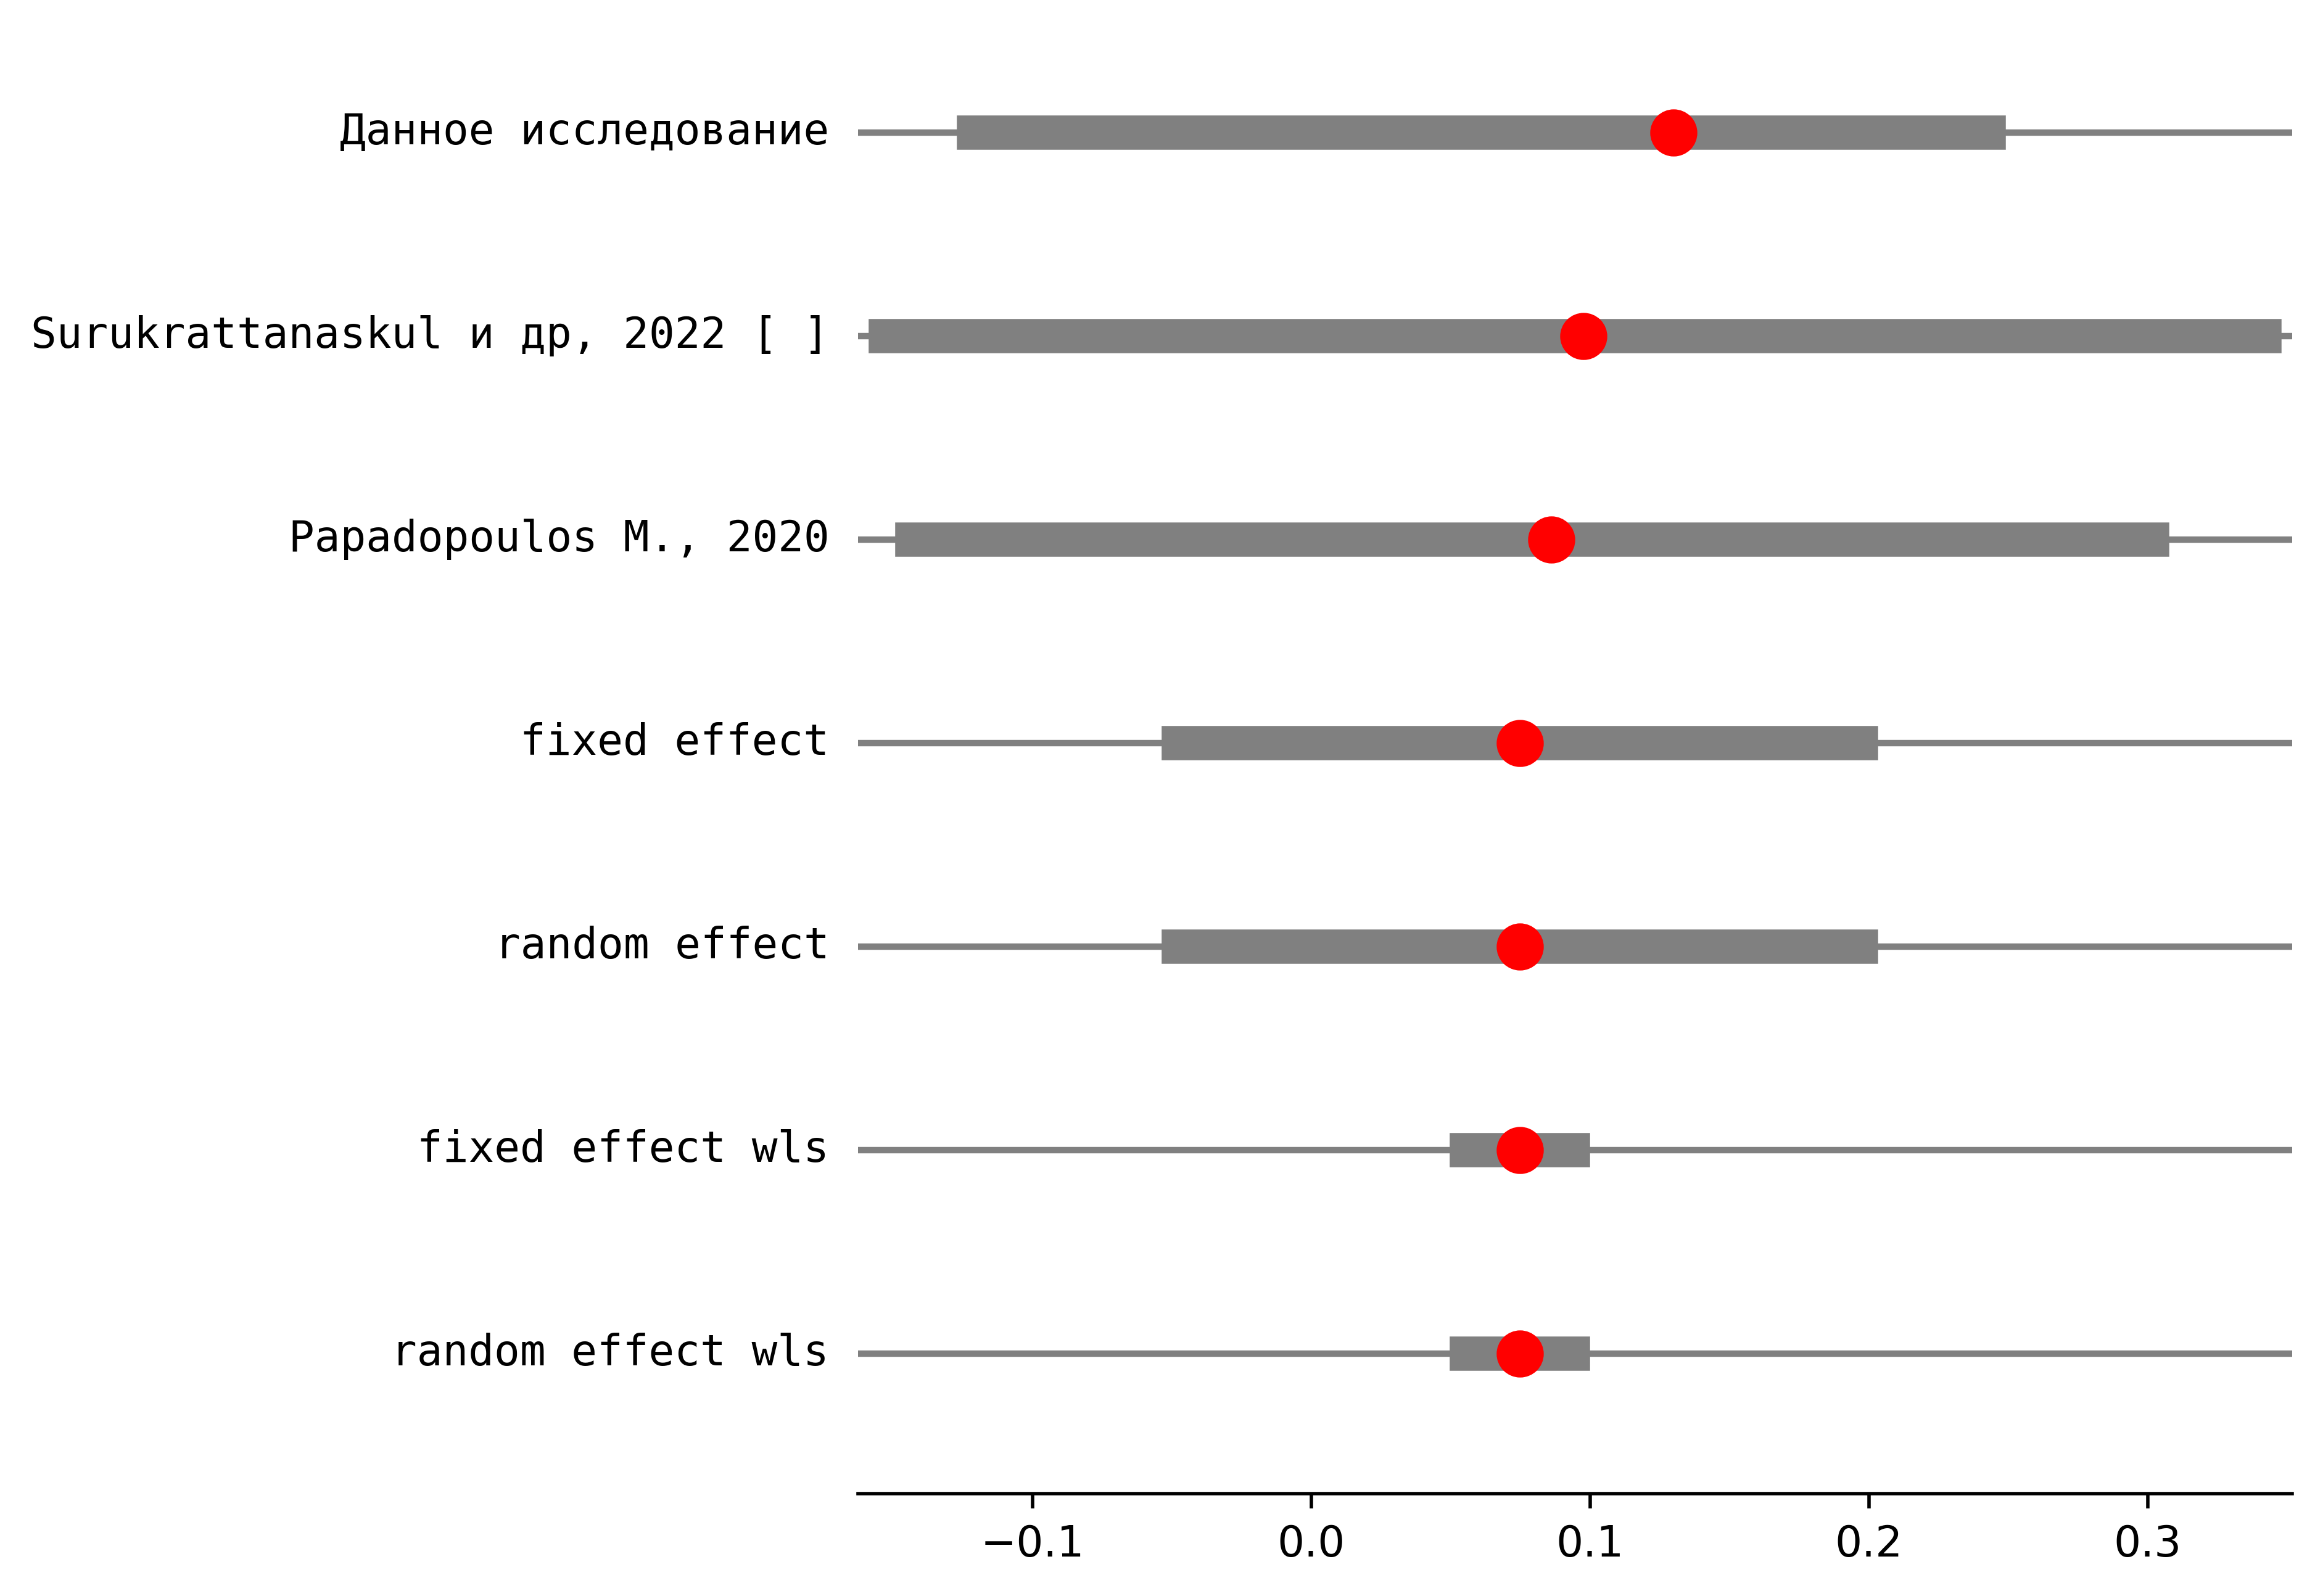 Данное исследование
Surukrattanaskul и др, 2022 [ ]
Papadopoulos M., 2020
fixed effect
random effect
fixed effect wls
random effect wls
−0.1 0.0 0.1 0.2 0.3